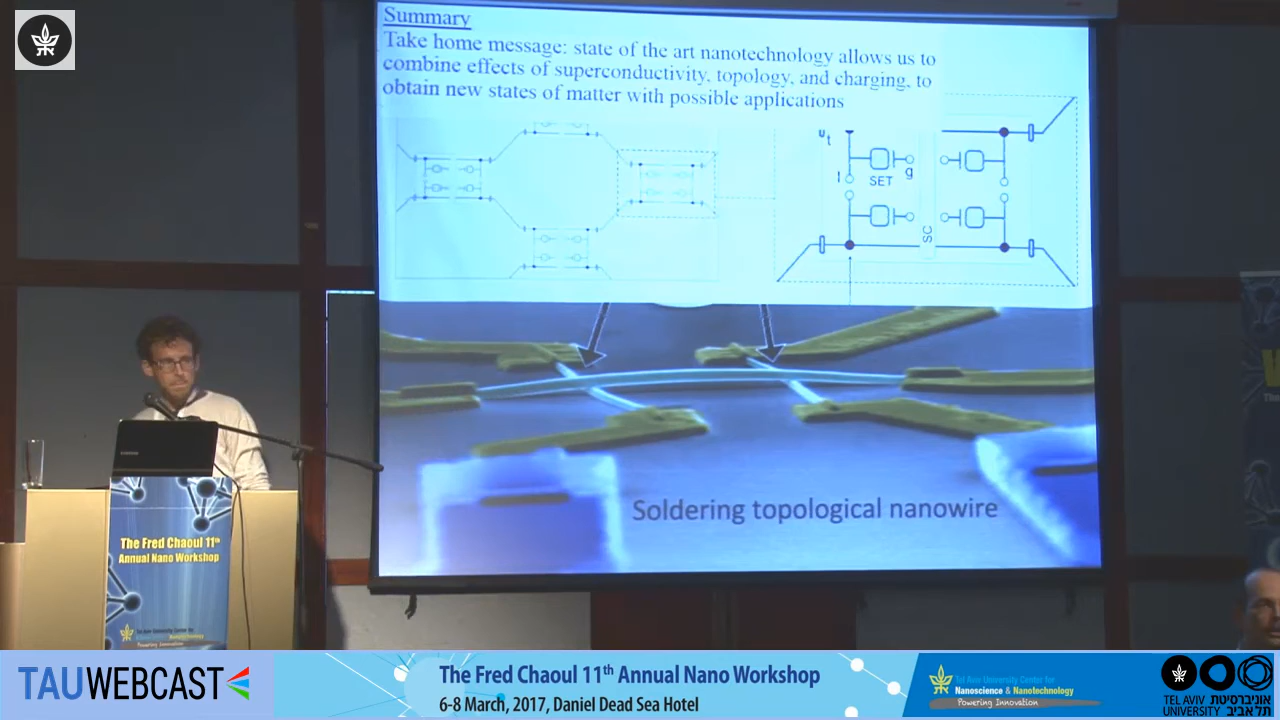 Summary
Take home message: state of the art nanotechnology allows us to
combine effects of superconductivity, topology, and charging, to
obtain new states of matter with possible applications
SET
g
SC
Soldering topological nanowire
The Fred Chaoul 11th
Annual Nano Workshop
Powering Innovation
TAUWEBCAST
The Fred Chaoul 11th Annual Nano Workshop
6-8 March, 2017, Daniel Dead Sea Hotel
Tel Aviv University Center for
Nanoscience & Nanotechnology
Powering Innovation
TEL AVIV
UNIVERSITY
אוניברסיטת
תל אביב